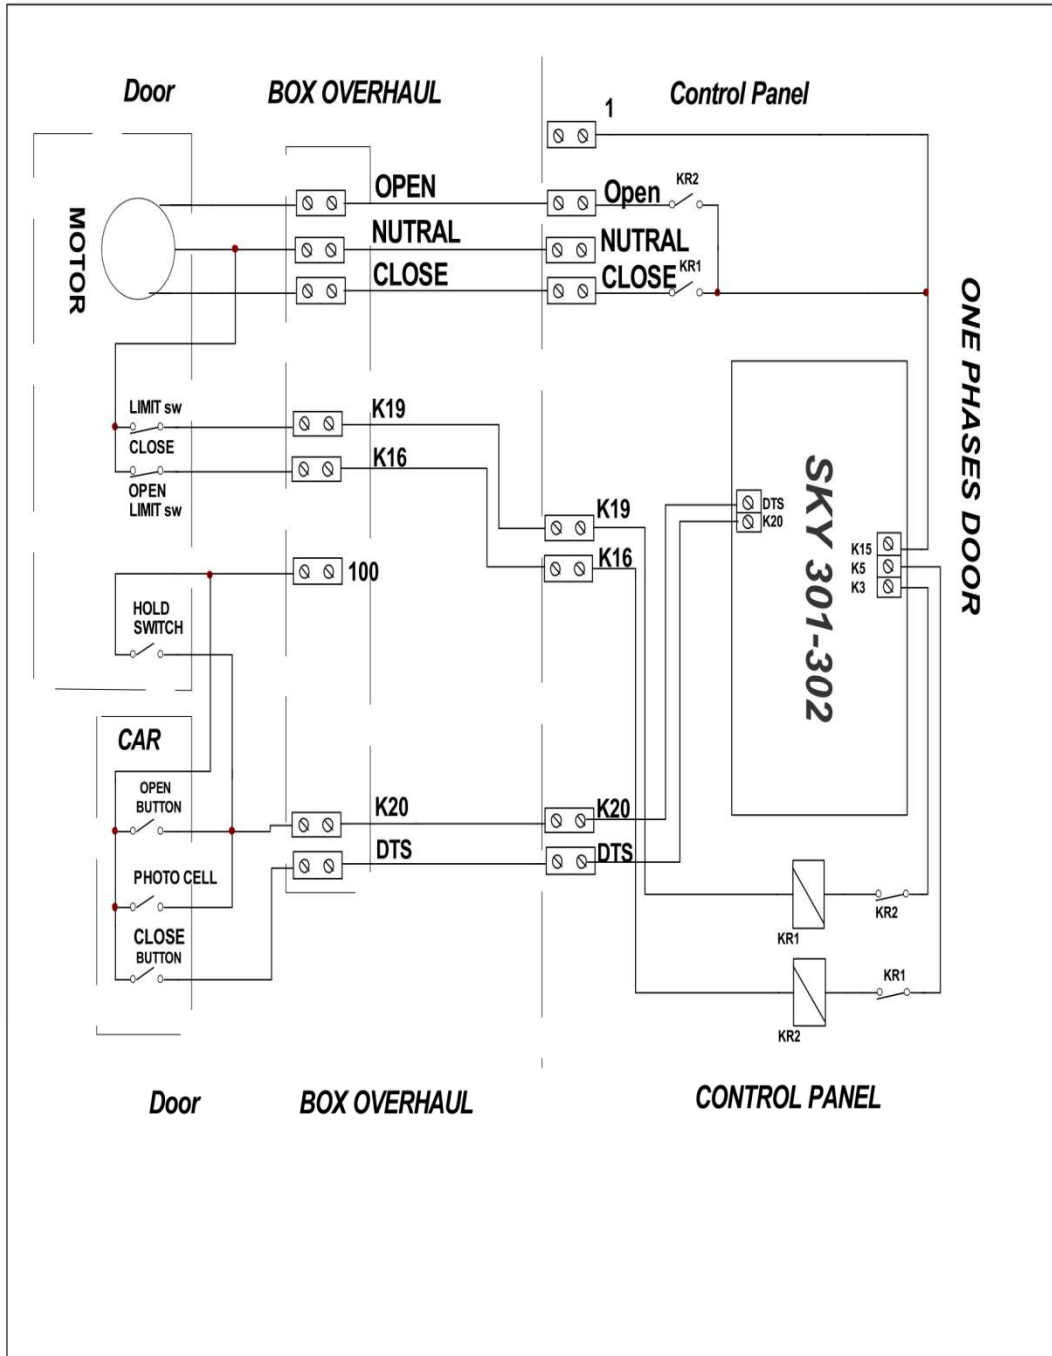 Door
BOX OVERHAUL
Control Panel
1
MOTOR
OPEN
NUTRAL
CLOSE
Open
KR2
NUTRAL
CLOSE
KR1
ONE PHASES DOOR
LIMIT sw
CLOSE
OPEN
LIMIT sw
K19
K16
K19
K16
SKY 301-302
DTS
K20
K15
K5
K3
100
HOLD
SWITCH
CAR
OPEN
BUTTON
PHOTO CELL
CLOSE
BUTTON
K20
DTS
K20
DTS
KR1
KR2
KR2
KR1
Door
BOX OVERHAUL
CONTROL PANEL